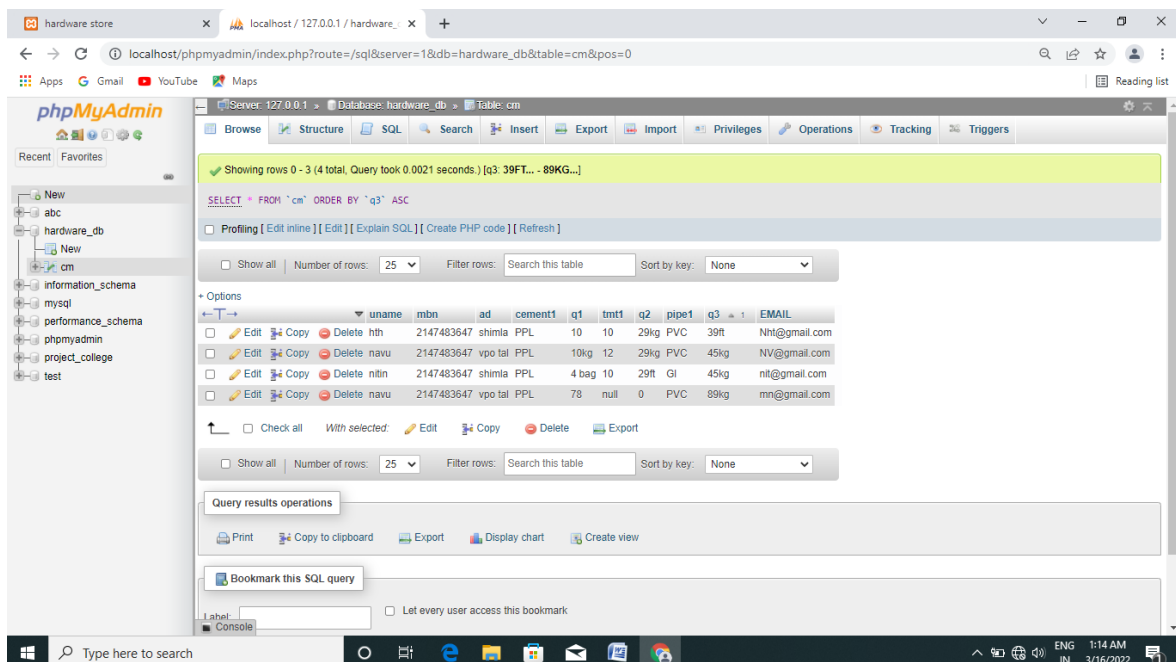 hardware store
localhost / 127.0.0.1 / hardware_
localhost/phpmyadmin/index.php?route=/sql&server=1&db=hardware_db&table=cm&pos=0
Apps Gmail YouTube Maps Reading list
phpMyAdmin
Recent Favorites
New
abc
hardware_db
New
cm
information_schema
mysql
performance_schema
phpmyadmin
project_college
test
Server: 127.0.0.1 » Database: hardware_db » Table: cm
Browse Structure SQL Search Insert Export Import Privileges Operations Tracking Triggers
Showing rows 0 - 3 (4 total, Query took 0.0021 seconds.) [q3: 39FT... - 89KG...]
SELECT * FROM `cm` ORDER BY `q3` ASC
Profiling [ Edit inline ] [ Edit ] [ Explain SQL ] [ Create PHP code ] [ Refresh ]
Show all | Number of rows: 25 Filter rows: Search this table Sort by key: None
+ Options
←T→ uname mbn ad cement1 q1 tmt1 q2 pipe1 q3 1 EMAIL
Edit Copy Delete hth 2147483647 shimla PPL 10 10 29kg PVC 39ft Nht@gmail.com
Edit Copy Delete navu 2147483647 vpo tal PPL 10kg 12 29kg PVC 45kg NV@gmail.com
Edit Copy Delete nitin 2147483647 shimla PPL 4 bag 10 29ft GI 45kg nit@gmail.com
Edit Copy Delete navu 2147483647 vpo tal PPL 78 null 0 PVC 89kg mn@gmail.com
Check all With selected: Edit Copy Delete Export
Show all | Number of rows: 25 Filter rows: Search this table Sort by key: None
Query results operations
Print Copy to clipboard Export Display chart Create view
Bookmark this SQL query
Label: Let every user access this bookmark
Console
Type here to search
ENG
IN
1:14 AM
3/16/2022